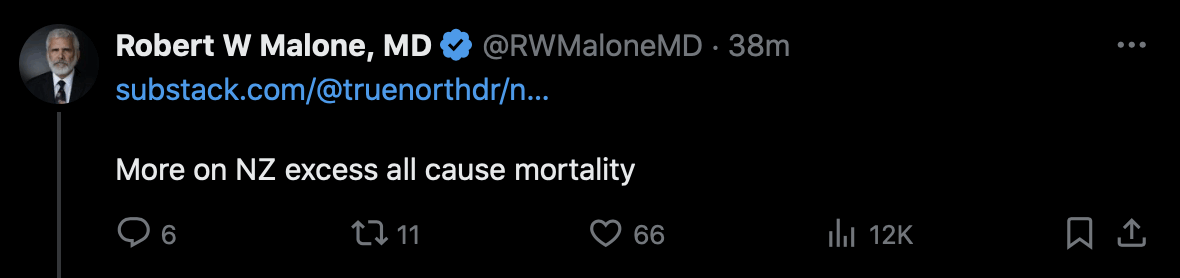 Robert W Malone, MD @RWMaloneMD · 38m
substack.com/@truenorthdr/n...
More on NZ excess all cause mortality
6 11 66 12K